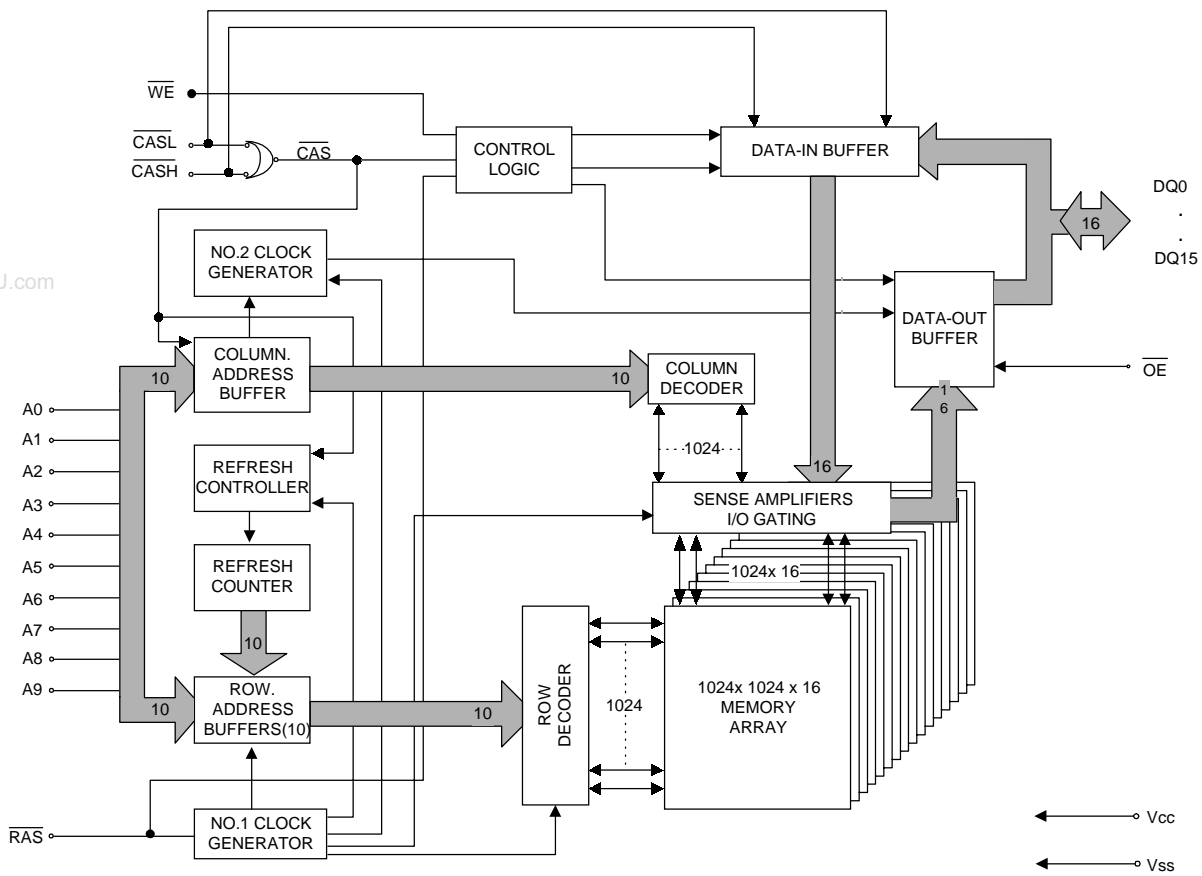 WE
CASL
CASH
CAS
CONTROL
LOGIC
DATA-IN BUFFER
DQ0
.
.
DQ15
16
NO.2 CLOCK
GENERATOR
U.com
DATA-OUT
BUFFER
OE
COLUMN.
ADDRESS
BUFFER
10
10
COLUMN
DECODER
1
6
A0
A1
A2
A3
A4
A5
A6
A7
A8
A9
1024
16
REFRESH
CONTROLLER
SENSE AMPLIFIERS
I/O GATING
REFRESH
COUNTER
1024x 16
10
ROW.
ADDRESS
BUFFERS(10)
10
10
ROW
DECODER
1024
1024x 1024 x 16
MEMORY
ARRAY
RAS
NO.1 CLOCK
GENERATOR
Vcc
Vss